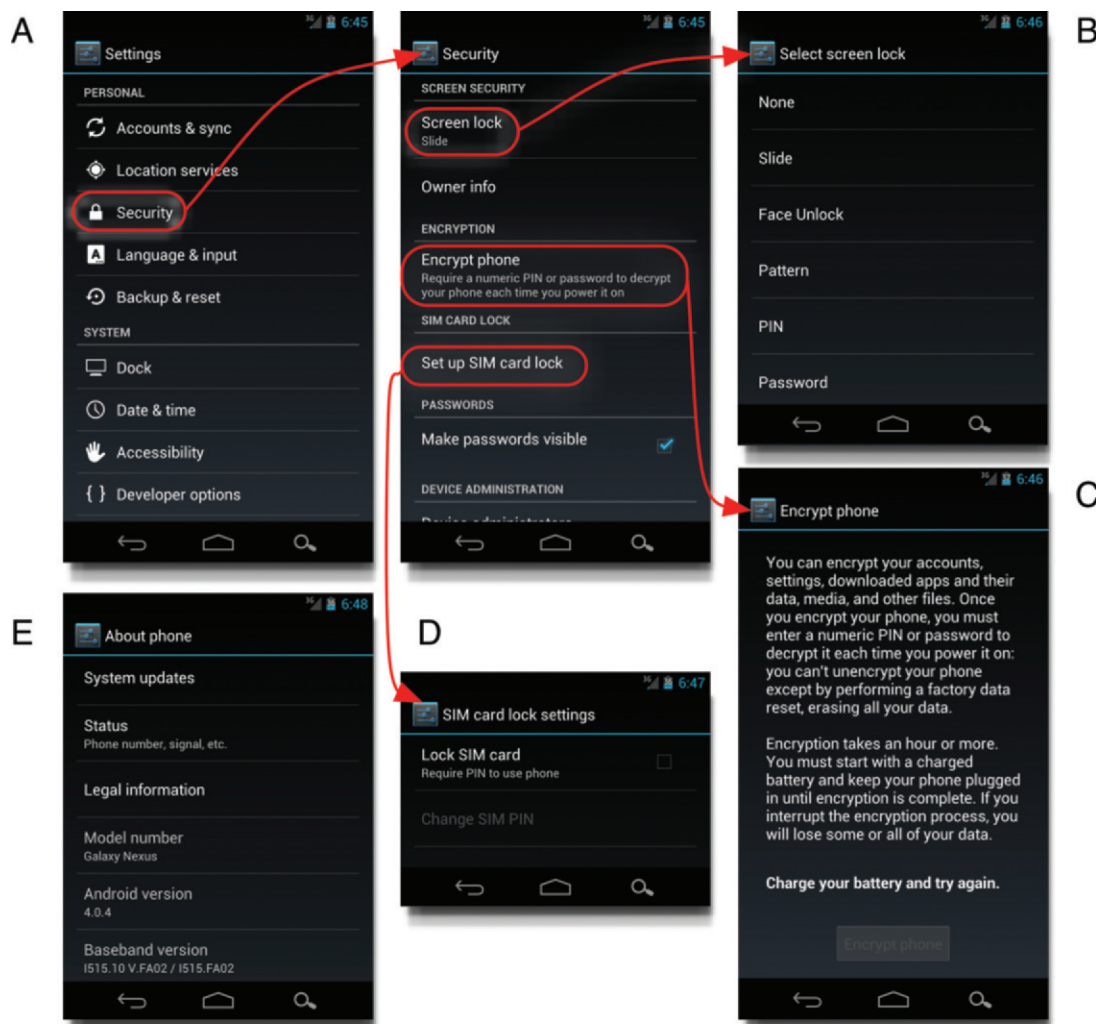 A
3G 6:45
Settings
PERSONAL
Accounts & sync
Location services
Security
Language & input
Backup & reset
SYSTEM
Dock
Date & time
Accessibility
{ } Developer options
3G 6:45
Security
SCREEN SECURITY
Screen lock
Slide
Owner info
ENCRYPTION
Encrypt phone
Require a numeric PIN or password to decrypt
your phone each time you power it on
SIM CARD LOCK
Set up SIM card lock
PASSWORDS
Make passwords visible
DEVICE ADMINISTRATION
Device administrators
B
3G 6:46
Select screen lock
None
Slide
Face Unlock
Pattern
PIN
Password
C
3G 6:46
Encrypt phone
You can encrypt your accounts,
settings, downloaded apps and their
data, media, and other files. Once
you encrypt your phone, you must
enter a numeric PIN or password to
decrypt it each time you power it on:
you can't unencrypt your phone
except by performing a factory data
reset, erasing all your data.
Encryption takes an hour or more.
You must start with a charged
battery and keep your phone plugged
in until encryption is complete. If you
interrupt the encryption process, you
will lose some or all of your data.
Charge your battery and try again.
Encrypt phone
D
3G 6:47
SIM card lock settings
Lock SIM card
Require PIN to use phone
Change SIM PIN
E
3G 6:48
About phone
System updates
Status
Phone number, signal, etc.
Legal information
Model number
Galaxy Nexus
Android version
4.0.4
Baseband version
I515.10 V.FA02 / I515.FA02